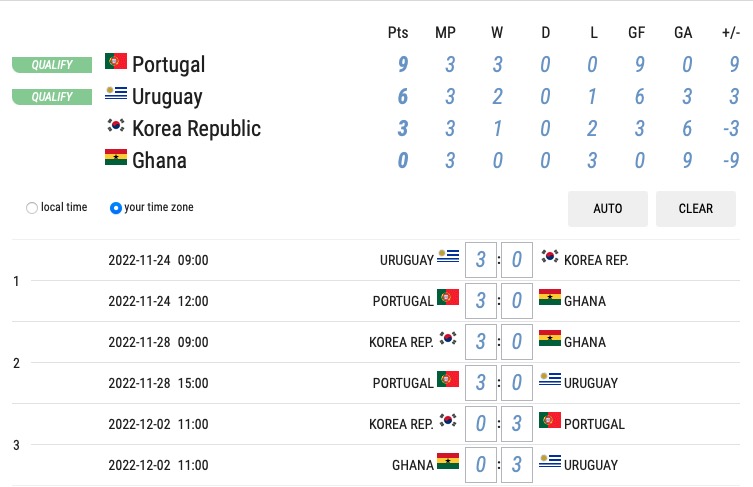 Pts MP W D L GF GA +/-
QUALIFY Portugal 9 3 3 0 0 9 0 9
QUALIFY Uruguay 6 3 2 0 1 6 3 3
Korea Republic 3 3 1 0 2 3 6 -3
Ghana 0 3 0 0 3 0 9 -9
local time your time zone AUTO CLEAR
1
2022-11-24 09:00 URUGUAY 3 : 0 KOREA REP.
2022-11-24 12:00 PORTUGAL 3 : 0 GHANA
2
2022-11-28 09:00 KOREA REP. 3 : 0 GHANA
2022-11-28 15:00 PORTUGAL 3 : 0 URUGUAY
3
2022-12-02 11:00 KOREA REP. 0 : 3 PORTUGAL
2022-12-02 11:00 GHANA 0 : 3 URUGUAY